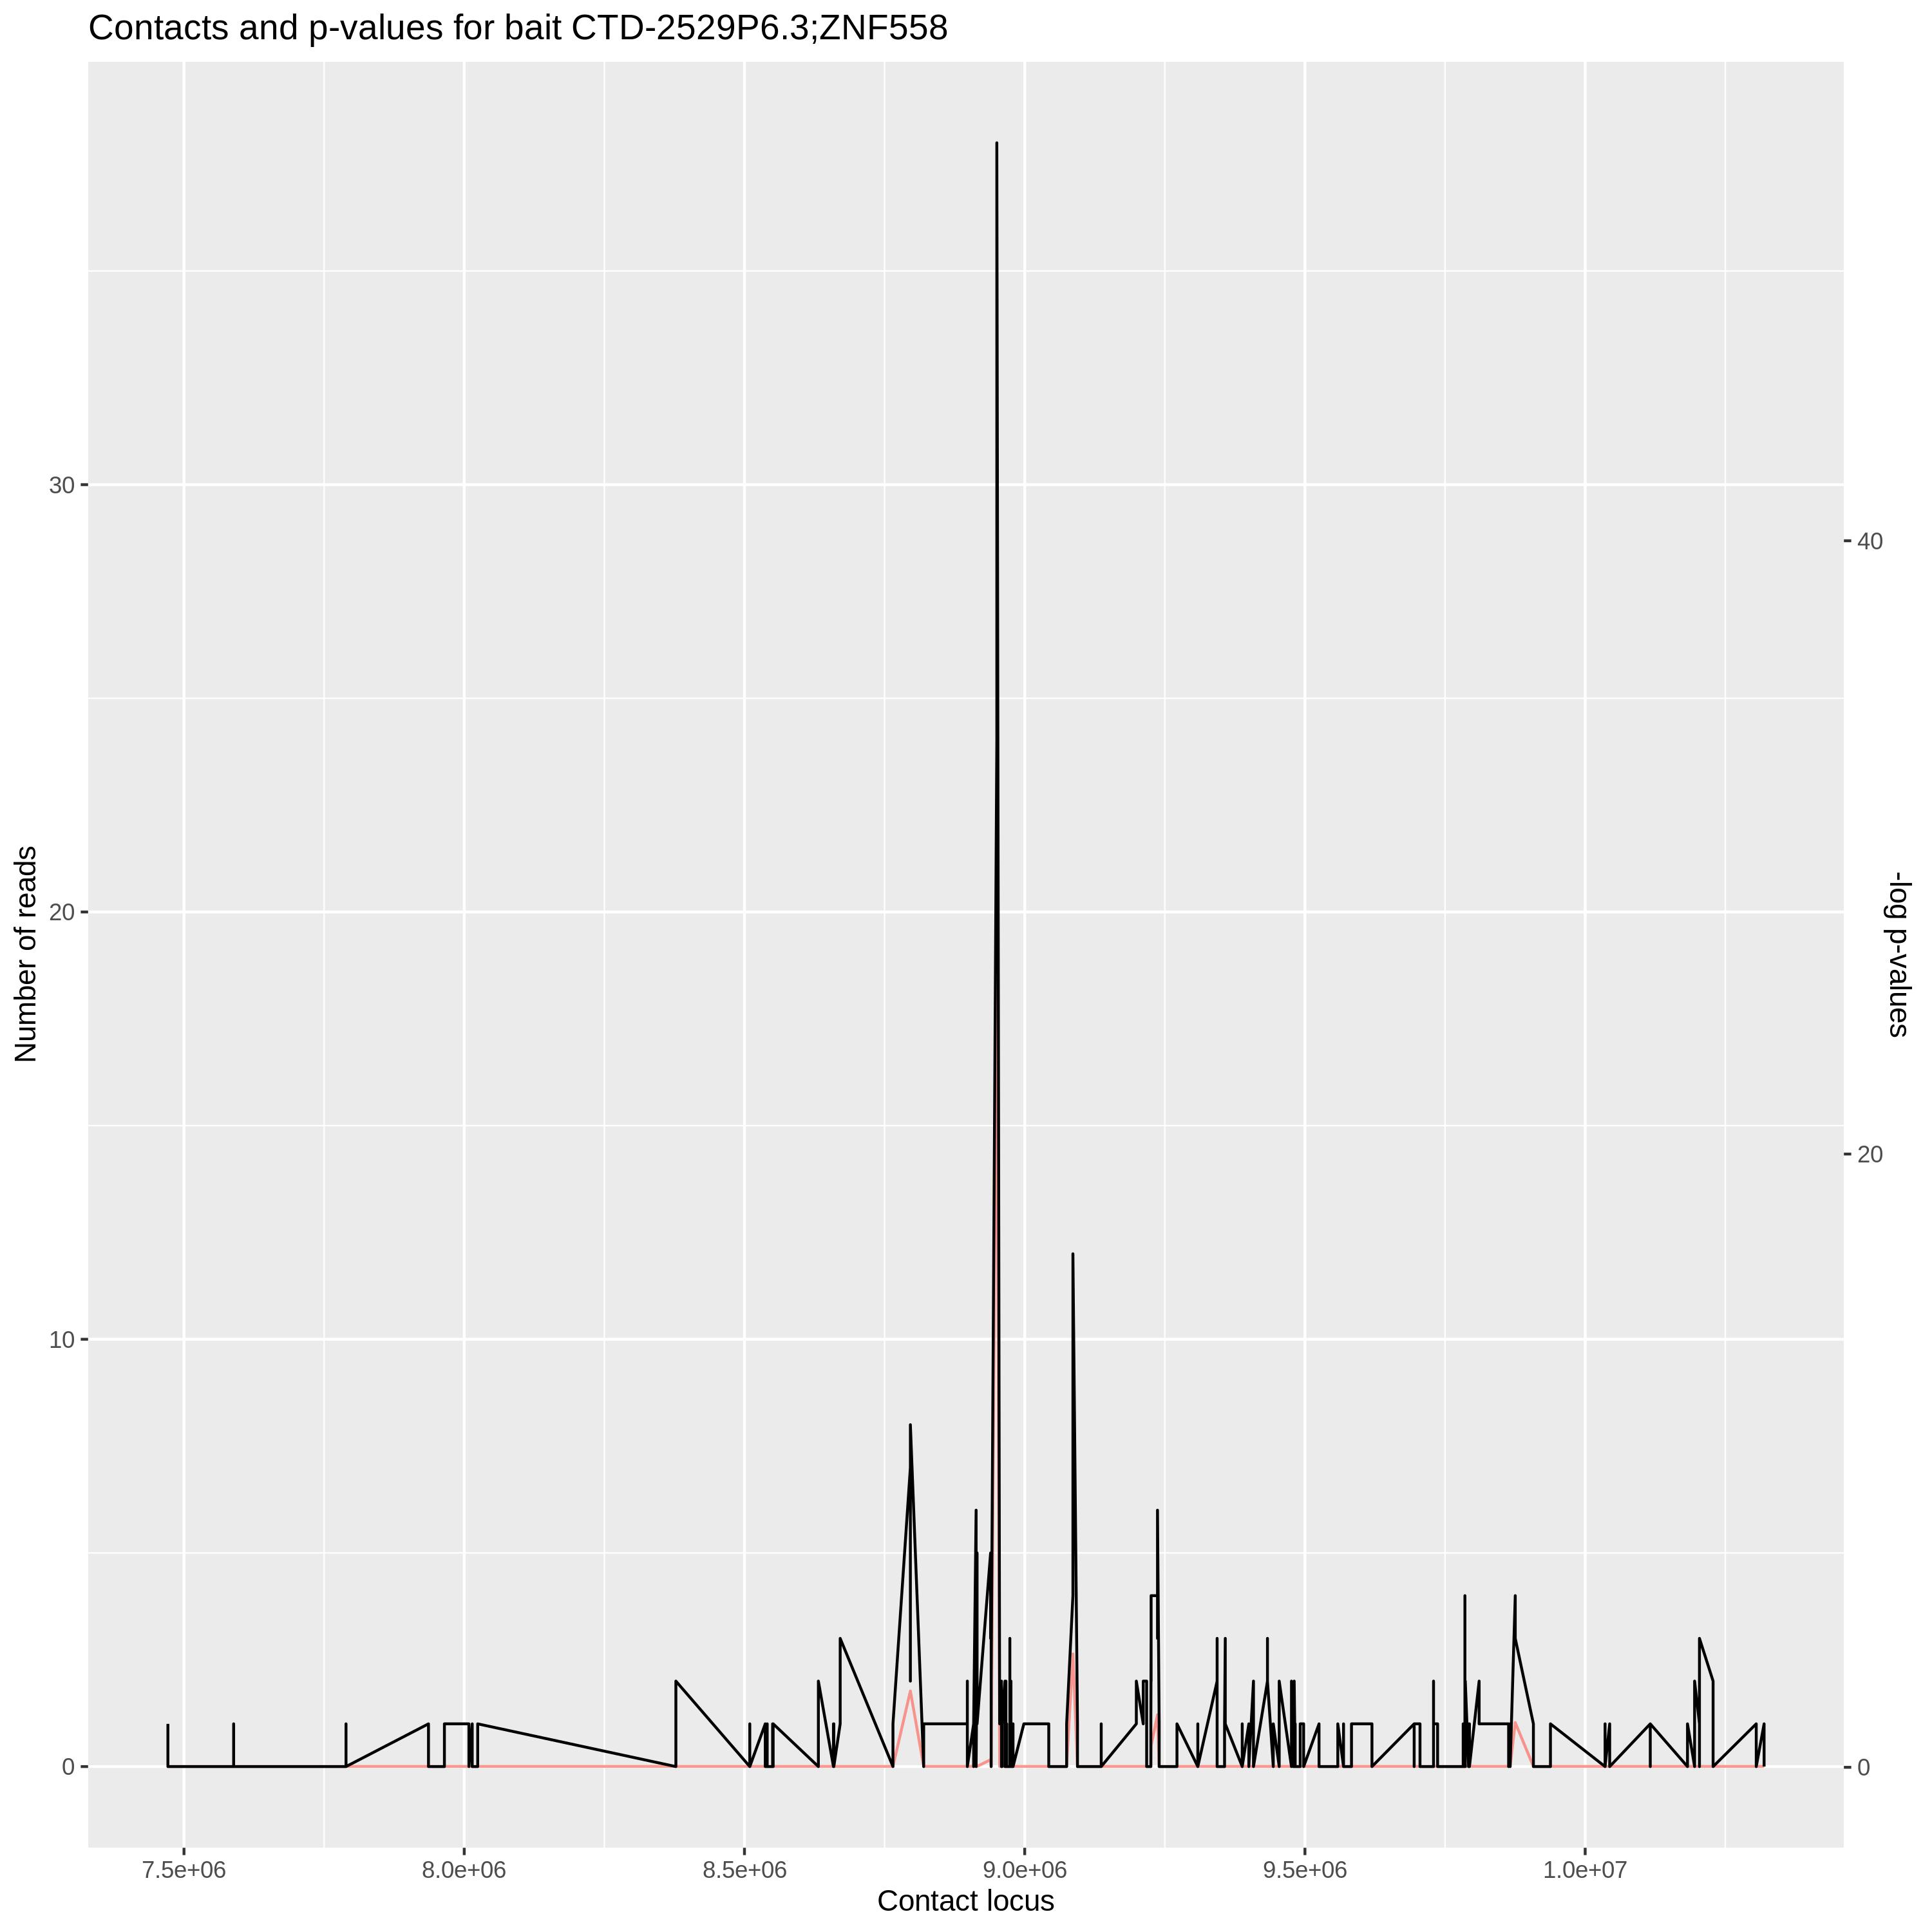 Contacts and p-values for bait CTD-2529P6.3;ZNF558
Number of reads
30
20
10
0
40
20
0
-log p-values
7.5e+06 8.0e+06 8.5e+06 9.0e+06 9.5e+06 1.0e+07
Contact locus